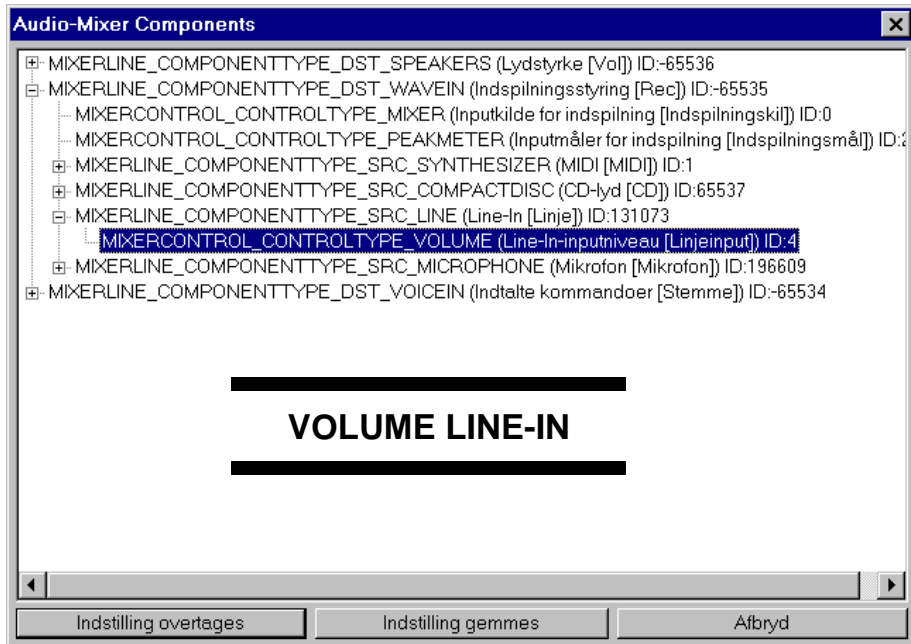 Audio-Mixer Components
MIXERLINE_COMPONENTTYPE_DST_SPEAKERS (Lydstyrke [Vol]) ID:-65536
MIXERLINE_COMPONENTTYPE_DST_WAVEIN (Indspilningsstyring [Rec]) ID:-65535
MIXERCONTROL_CONTROLTYPE_MIXER (Inputkilde for indspilning [Indspilningskil]) ID:0
MIXERCONTROL_CONTROLTYPE_PEAKMETER (Inputmåler for indspilning [Indspilningsmål]) ID:
MIXERLINE_COMPONENTTYPE_SRC_SYNTHESIZER (MIDI [MIDI]) ID:1
MIXERLINE_COMPONENTTYPE_SRC_COMPACTDISC (CD-lyd [CD]) ID:65537
MIXERLINE_COMPONENTTYPE_SRC_LINE (Line-In [Linje]) ID:131073
MIXERCONTROL_CONTROLTYPE_VOLUME (Line-In-inputniveau [Linjeinput]) ID:4
MIXERLINE_COMPONENTTYPE_SRC_MICROPHONE (Mikrofon [Mikrofon]) ID:196609
MIXERLINE_COMPONENTTYPE_DST_VOICEIN (Indtalte kommandoer [Stemme]) ID:-65534
VOLUME LINE-IN
Indstilling overtages
Indstilling gemmes
Afbryd